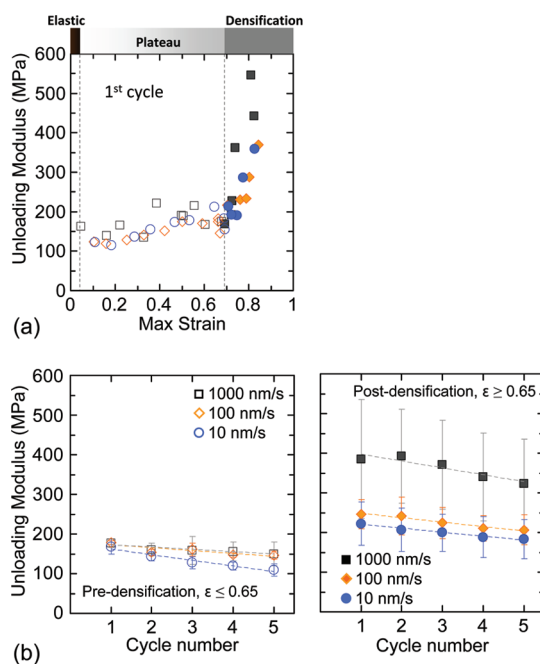 Elastic Densification
Plateau
1st cycle
Unloading Modulus (MPa)
600
500
400
300
200
100
0
0 0.2 0.4 0.6 0.8 1
Max Strain
(a)
Unloading Modulus (MPa)
600
500
400
300
200
100
0
1000 nm/s
100 nm/s
10 nm/s
Pre-densification, ε ≤ 0.65
1 2 3 4 5
Cycle number
Post-densification, ε ≥ 0.65
1000 nm/s
100 nm/s
10 nm/s
1 2 3 4 5
Cycle number
(b)